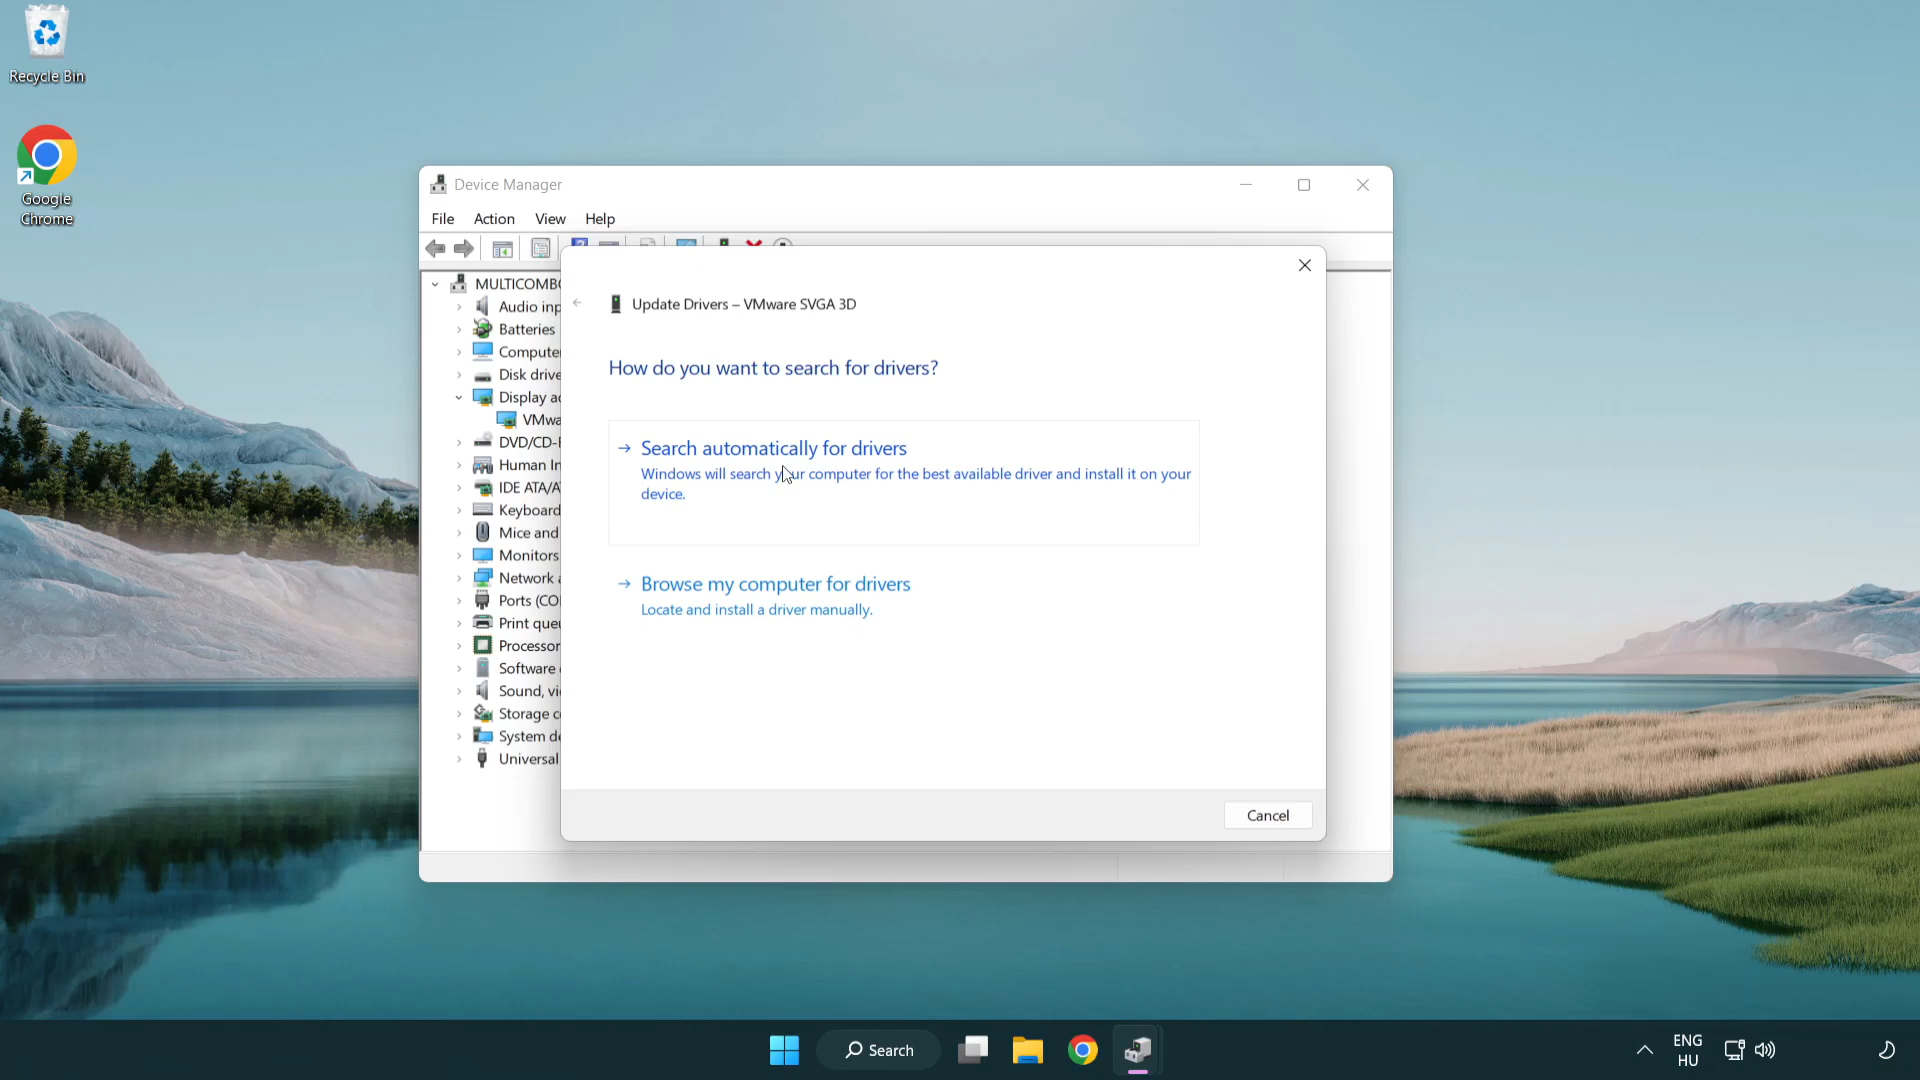 Recycle Bin
Google
Chrome
Device Manager
File Action View Help
MULTICOMBO
Audio inp
Batteries
Compute
Disk drive
Display a
VMwa
DVD/CD-
Human In
IDE ATA/A
Keyboard
Mice and
Monitors
Network a
Ports (CO
Print que
Processor
Software
Sound, vi
Storage c
System de
Universal
Update Drivers – VMware SVGA 3D
How do you want to search for drivers?
Search automatically for drivers
Windows will search your computer for the best available driver and install it on your
device.
Browse my computer for drivers
Locate and install a driver manually.
Cancel
Search
ENG
HU